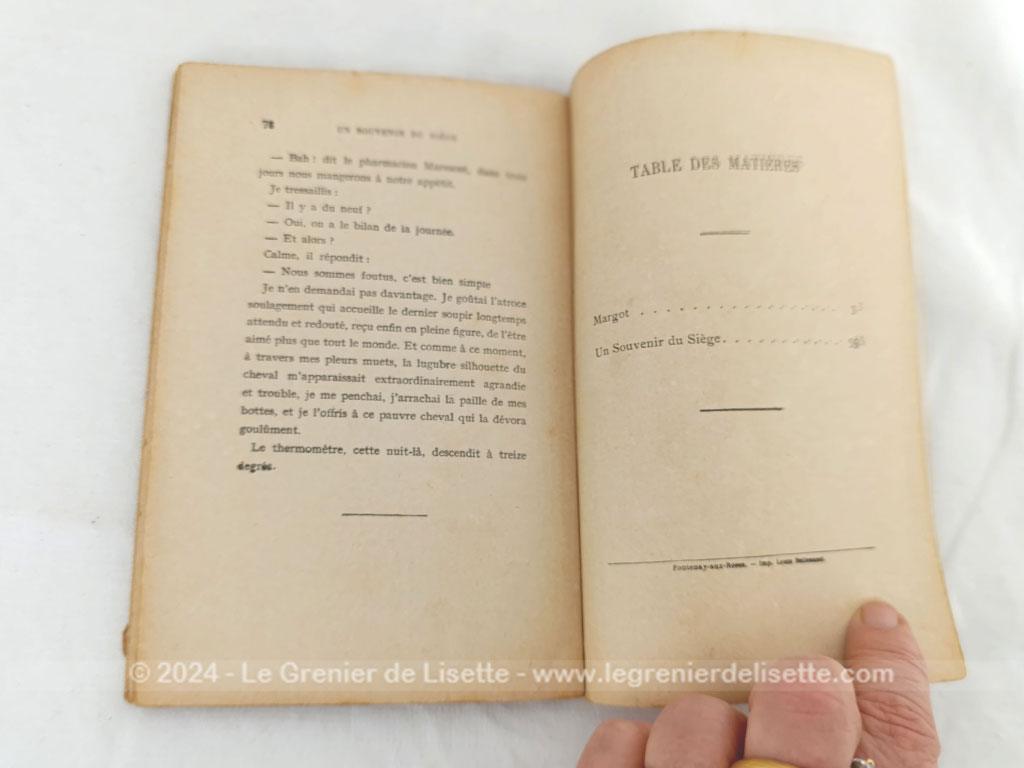 78
UN SOUVENIR DU SIÈGE
— Bah ! dit le pharmacien dans trois
jours nous mangerons à notre appétit.
Je tressaillis :
— Il y a du neuf ?
— Oui, on a le bilan de la journée.
— Et alors ?
Calme, il répondit :
— Nous sommes foutus, c'est bien simple
Je n'en demandai pas davantage. Je goûtai l'atroce
soulagement qui accueille le dernier soupir longtemps
attendu et redouté, reçu enfin en pleine figure, de l'être
aimé plus que tout le monde. Et comme à ce moment,
à travers mes pleurs muets, la lugubre silhouette du
cheval m'apparaissait extraordinairement agrandie
et trouble, je me penchai, j'arrachai la paille de mes
bottes, et je l'offris à ce pauvre cheval qui la dévora
goulûment.
Le thermomètre, cette nuit-là, descendit à treize
degrés.
TABLE DES MATIÈRES
Margot . . . . . . . . . . . . . . . .
Un Souvenir du Siège. . . . . . . . . . .
Fontenay-aux-Roses. — Imp. Louis Bellenand.
© 2024 - Le Grenier de Lisette - www.legrenierdelisette.com